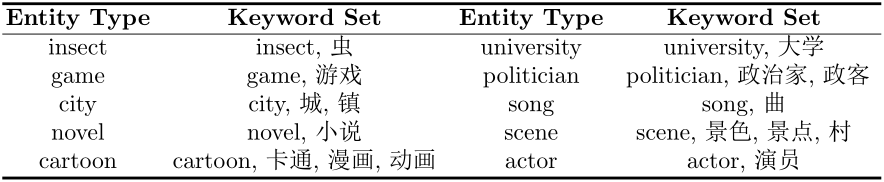 Entity Type Keyword Set Entity Type Keyword Set
insect insect, 虫 university university, 大学
game game, 游戏 politician politician, 政治家, 政客
city city, 城, 镇 song song, 曲
novel novel, 小说 scene scene, 景色, 景点, 村
cartoon cartoon, 卡通, 漫画, 动画 actor actor, 演员